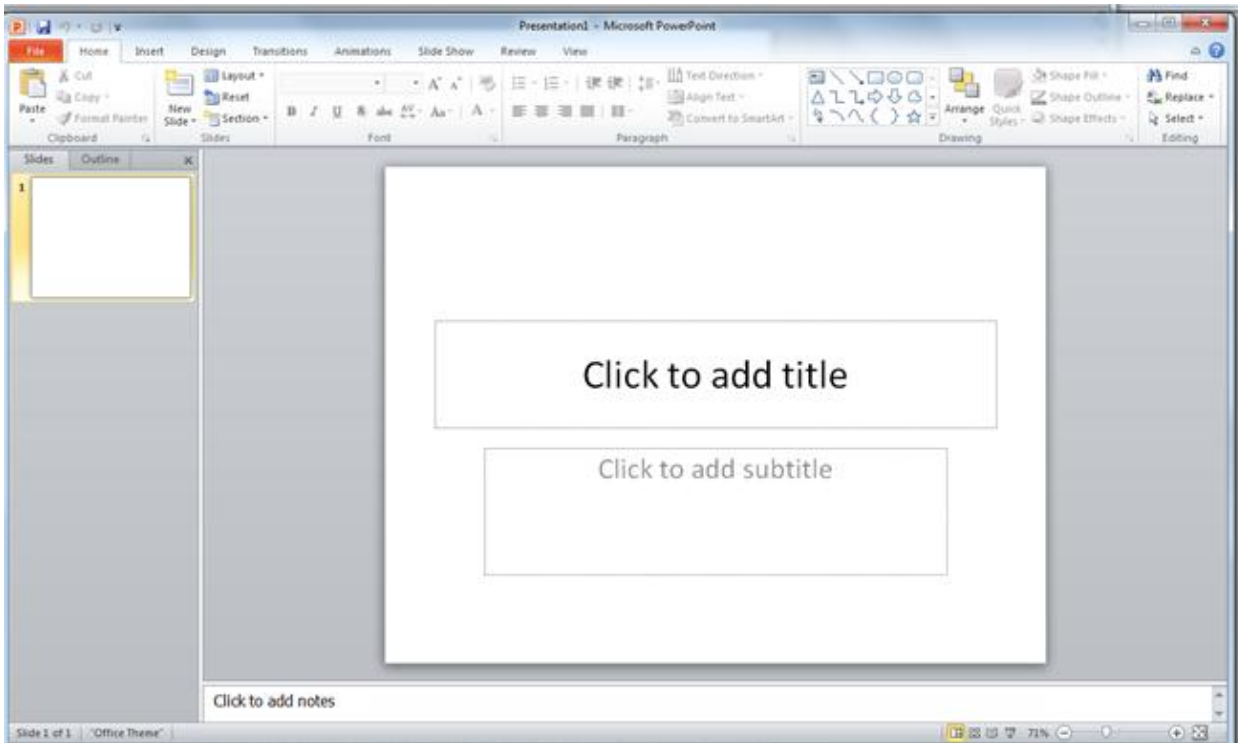 Presentation1 - Microsoft PowerPoint
File Home Insert Design Transitions Animations Slide Show Review View
Cut Layout Text Direction Shape Fill Find
Copy Reset Align Text Shape Outline Replace
Paste Format Painter New Slide Section B I U S abc AV Aa A Convert to SmartArt Arrange Quick Styles Shape Effects Select
Clipboard Slides Font Paragraph Drawing Editing
Slides Outline
1
Click to add title
Click to add subtitle
Click to add notes
Slide 1 of 1 "Office Theme" 71%